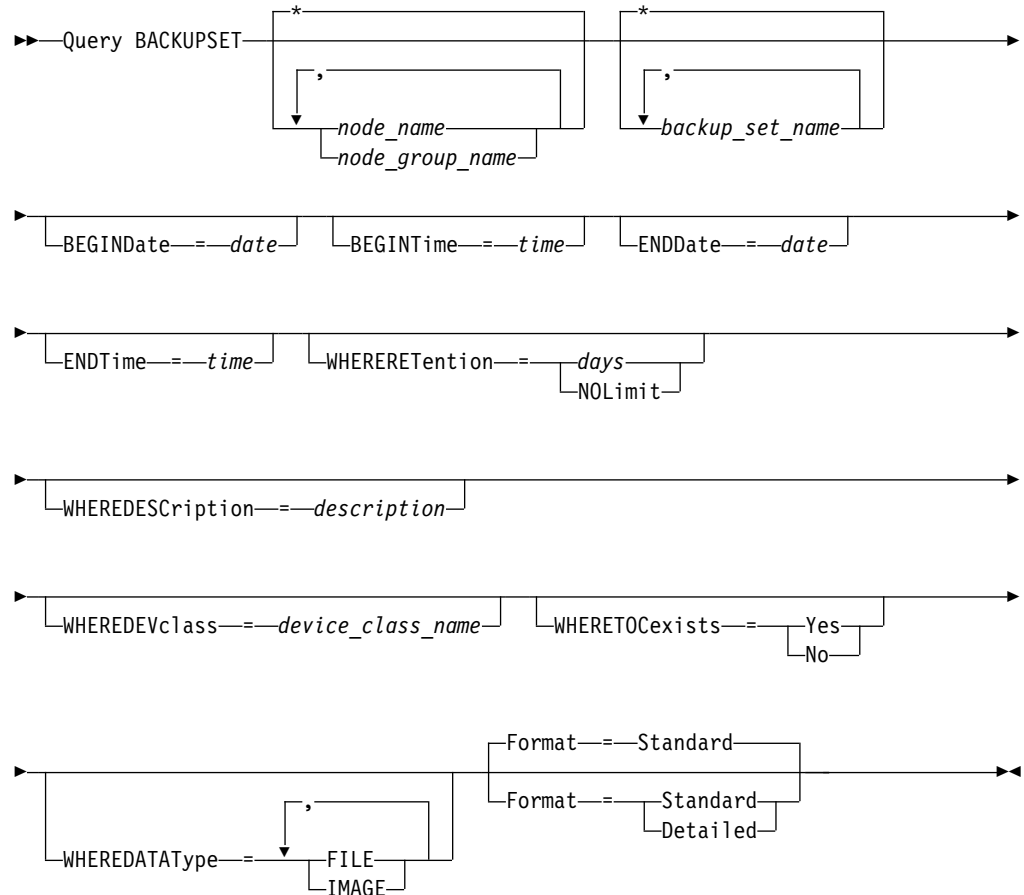 * *
Query BACKUPSET
, ,
node_name backup_set_name
node_group_name
BEGINDate = date BEGINTime = time ENDDate = date
ENDTime = time WHERERETention = days
NOLimit
WHEREDESCription = description
WHEREDEVclass = device_class_name WHERETOCexists = Yes
No
Format = Standard
, Format = Standard
Detailed
WHEREDATAType = FILE
IMAGE